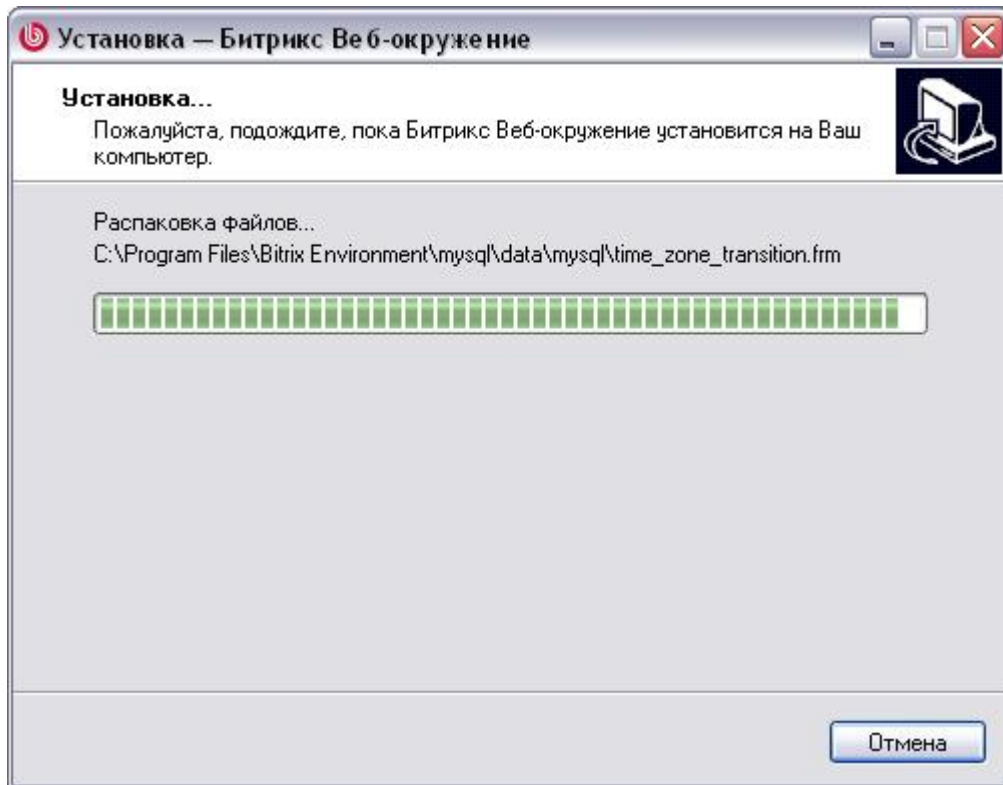 Установка — Битрикс Веб-окружение
Установка...
Пожалуйста, подождите, пока Битрикс Веб-окружение установится на Ваш
компьютер.
Распаковка файлов...
C:\Program Files\Bitrix Environment\mysql\data\mysql\time_zone_transition.frm
Отмена